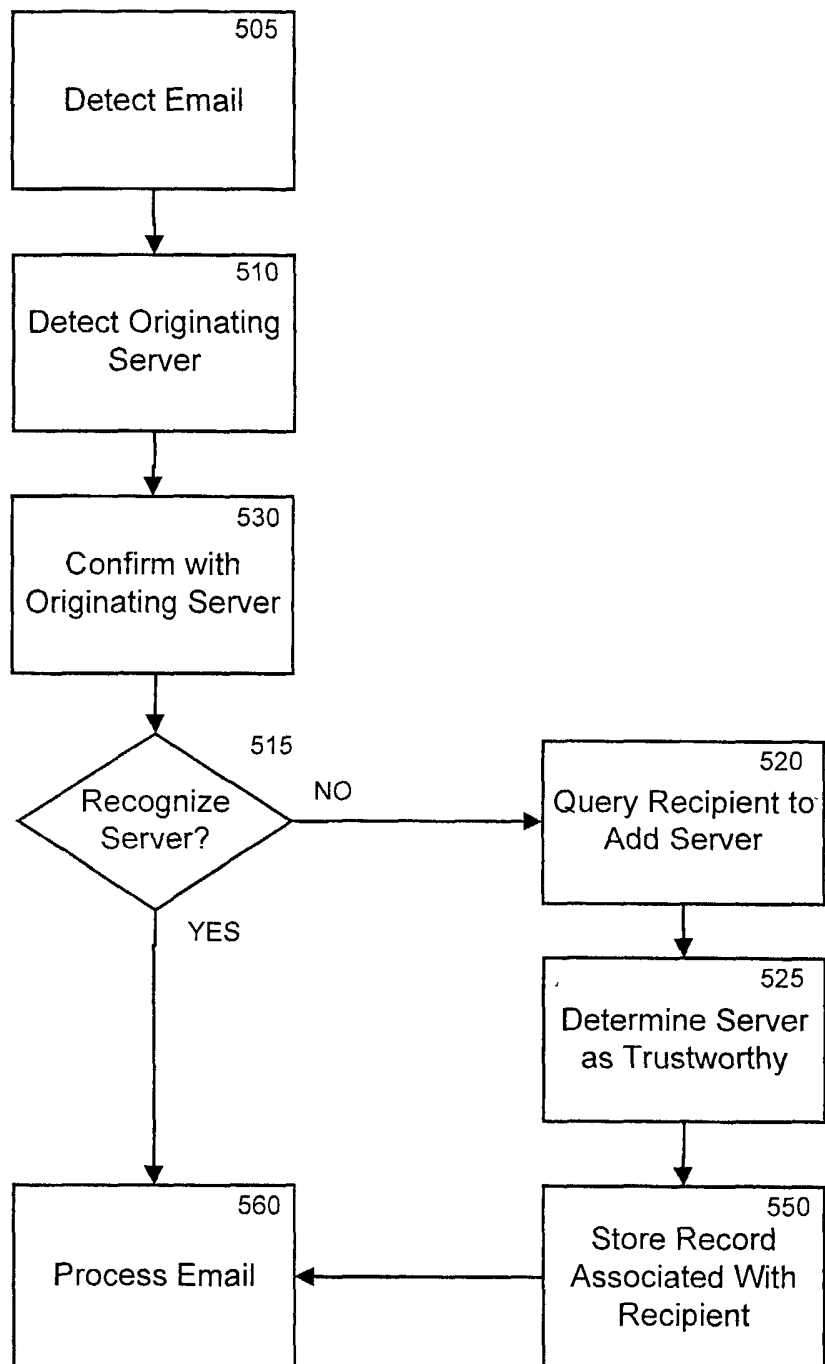 505
Detect Email
510
Detect Originating
Server
530
Confirm with
Originating Server
515
Recognize
Server?
NO
YES
520
Query Recipient to
Add Server
525
Determine Server
as Trustworthy
550
Store Record
Associated With
Recipient
560
Process Email